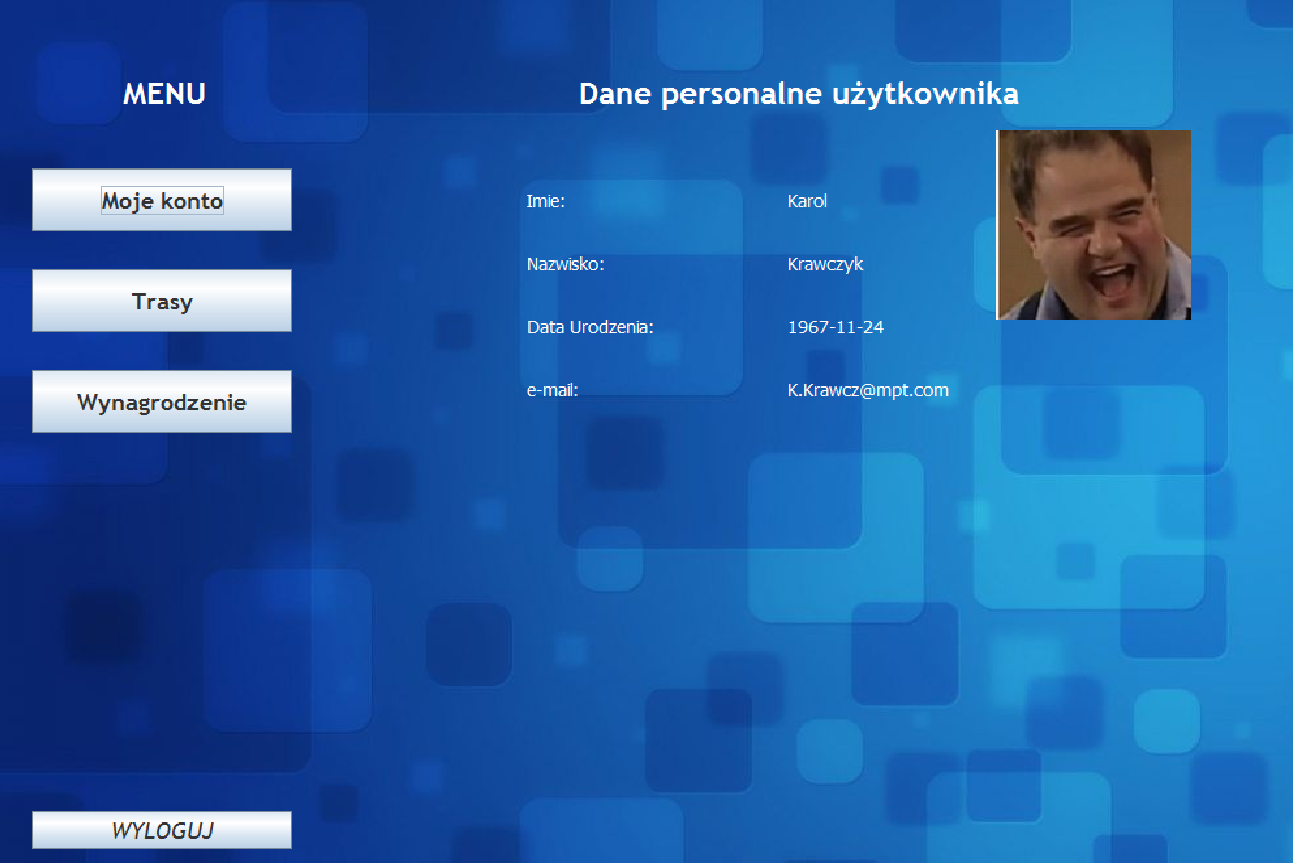 MENU
Dane personalne użytkownika
Moje konto
Trasy
Wynagrodzenie
Imie: Karol
Nazwisko: Krawczyk
Data Urodzenia: 1967-11-24
e-mail: K.Krawcz@mpt.com
WYLOGUJ